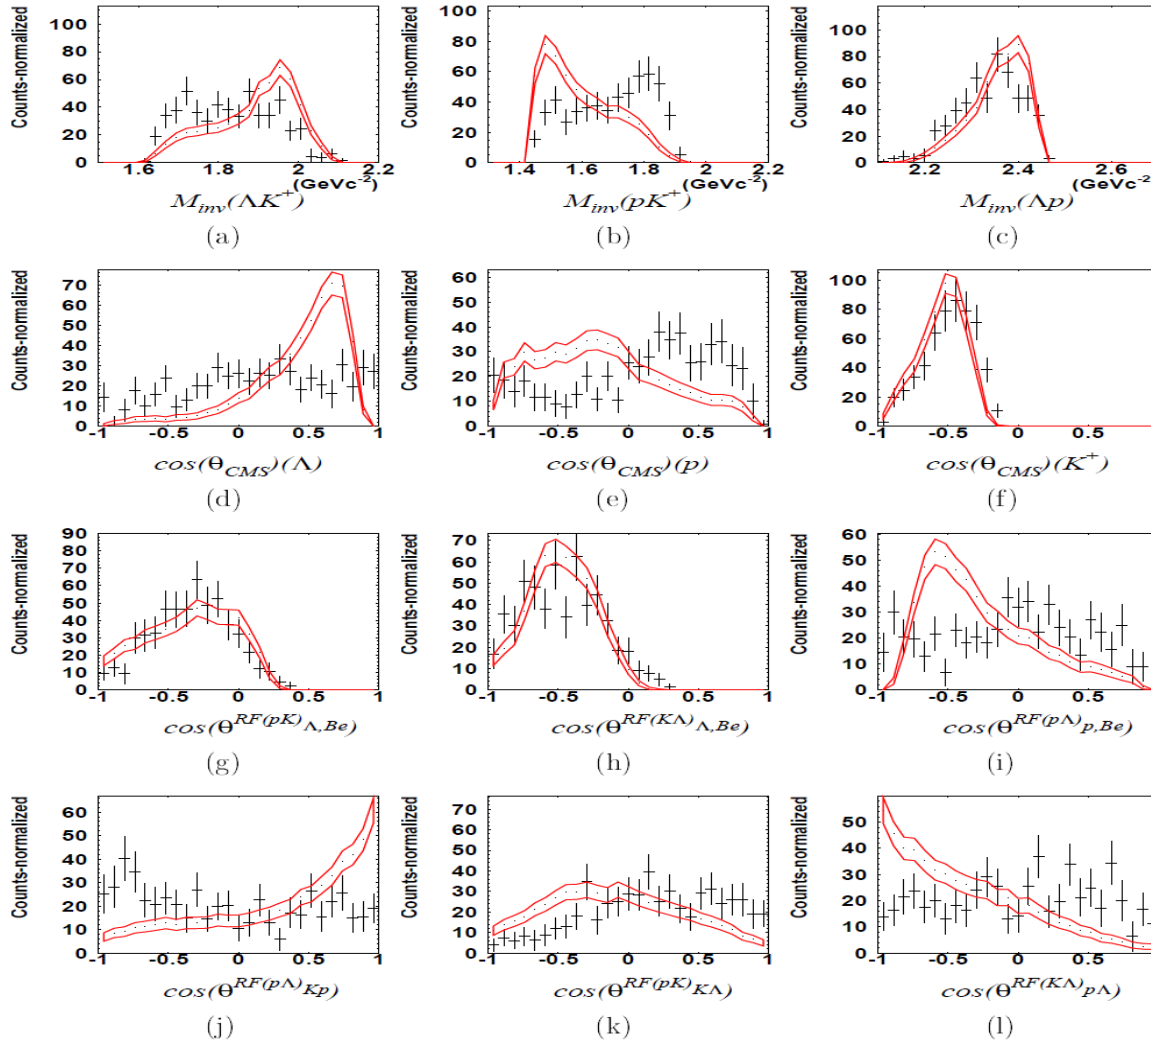 Counts-normalized
100
80
60
40
20
0
1.6 1.8 2 2.2
(GeVc⁻²)
M_inv(ΛK⁺)
(a)
Counts-normalized
100
80
60
40
20
0
1.4 1.6 1.8 2 2.2
(GeVc⁻²)
M_inv(pK⁺)
(b)
Counts-normalized
100
80
60
40
20
0
2.2 2.4 2.6
(GeVc⁻²)
M_inv(Λp)
(c)
Counts-normalized
70
60
50
40
30
20
10
0
-1 -0.5 0 0.5 1
cos(θ_CMS)(Λ)
(d)
Counts-normalized
60
50
40
30
20
10
0
-1 -0.5 0 0.5 1
cos(θ_CMS)(p)
(e)
Counts-normalized
100
80
60
40
20
0
-1 -0.5 0 0.5
cos(θ_CMS)(K⁺)
(f)
Counts-normalized
90
80
70
60
50
40
30
20
10
0
-1 -0.5 0 0.5 1
cos(θ^RF(pK)_Λ,Be)
(g)
Counts-normalized
70
60
50
40
30
20
10
0
-1 -0.5 0 0.5 1
cos(θ^RF(KΛ)_Λ,Be)
(h)
Counts-normalized
60
50
40
30
20
10
0
-1 -0.5 0 0.5
cos(θ^RF(pΛ)_p,Be)
(i)
Counts-normalized
60
50
40
30
20
10
0
-1 -0.5 0 0.5 1
cos(θ^RF(pΛ)_Kp)
(j)
Counts-normalized
70
60
50
40
30
20
10
0
-1 -0.5 0 0.5 1
cos(θ^RF(pK)_KΛ)
(k)
Counts-normalized
50
40
30
20
10
0
-1 -0.5 0 0.5
cos(θ^RF(KΛ)_pΛ)
(l)